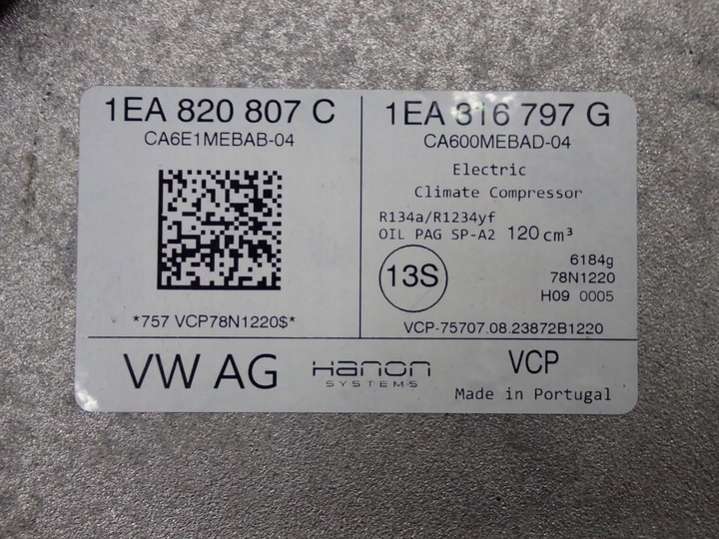 1EA 820 807 C
CA6E1MEBAB-04
*757 VCP78N1220$*
1EA 316 797 G
CA600MEBAD-04
Electric
Climate Compressor
R134a/R1234yf
OIL PAG SP-A2 120 cm³
13S
6184g
78N1220
H09 0005
VCP-75707.08.23872B1220
VW AG
Hanon
SYSTEMS
VCP
Made in Portugal